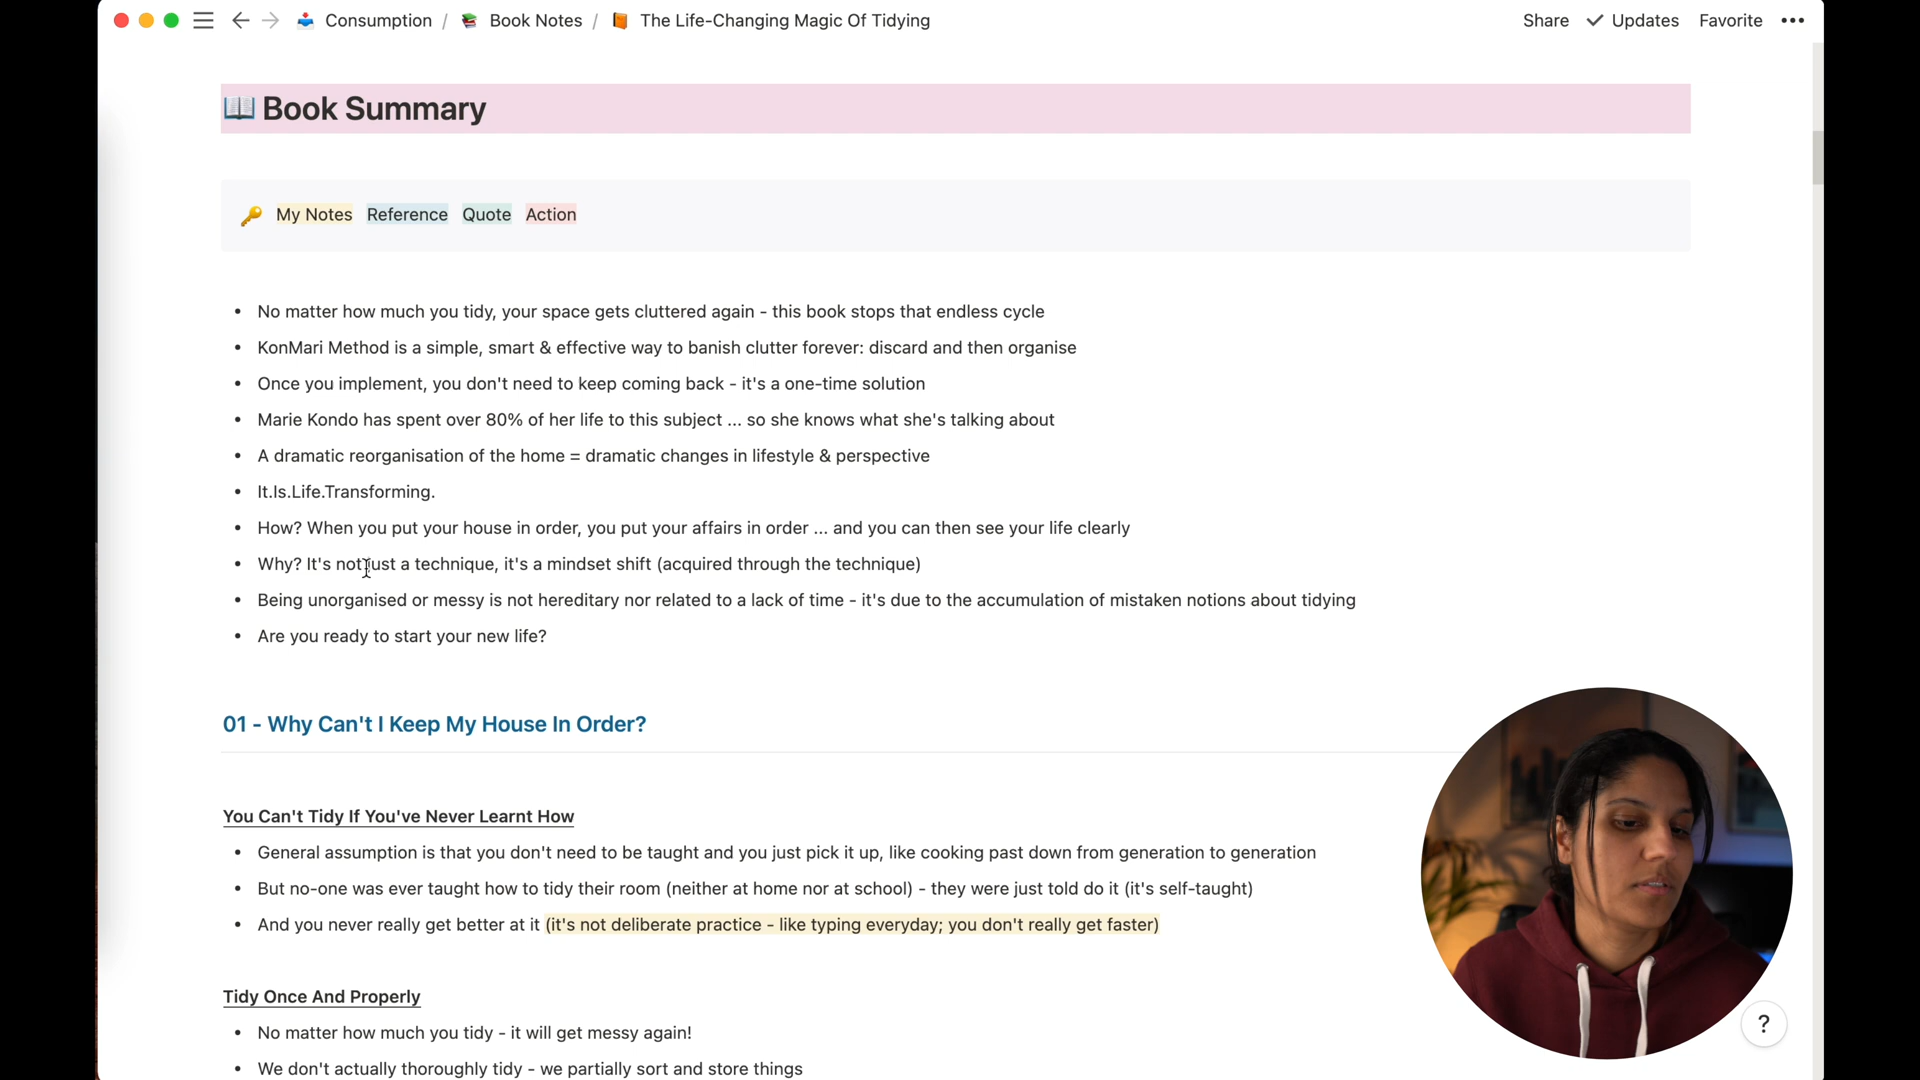 Consumption / Book Notes / The Life-Changing Magic Of Tidying
Share Updates Favorite
Book Summary
My Notes Reference Quote Action
• No matter how much you tidy, your space gets cluttered again - this book stops that endless cycle
• KonMari Method is a simple, smart & effective way to banish clutter forever: discard and then organise
• Once you implement, you don't need to keep coming back - it's a one-time solution
• Marie Kondo has spent over 80% of her life to this subject ... so she knows what she's talking about
• A dramatic reorganisation of the home = dramatic changes in lifestyle & perspective
• It.Is.Life.Transforming.
• How? When you put your house in order, you put your affairs in order ... and you can then see your life clearly
• Why? It's not just a technique, it's a mindset shift (acquired through the technique)
• Being unorganised or messy is not hereditary nor related to a lack of time - it's due to the accumulation of mistaken notions about tidying
• Are you ready to start your new life?
01 - Why Can't I Keep My House In Order?
You Can't Tidy If You've Never Learnt How
• General assumption is that you don't need to be taught and you just pick it up, like cooking past down from generation to generation
• But no-one was ever taught how to tidy their room (neither at home nor at school) - they were just told do it (it's self-taught)
• And you never really get better at it (it's not deliberate practice - like typing everyday; you don't really get faster)
Tidy Once And Properly
• No matter how much you tidy - it will get messy again!
• We don't actually thoroughly tidy - we partially sort and store things
?